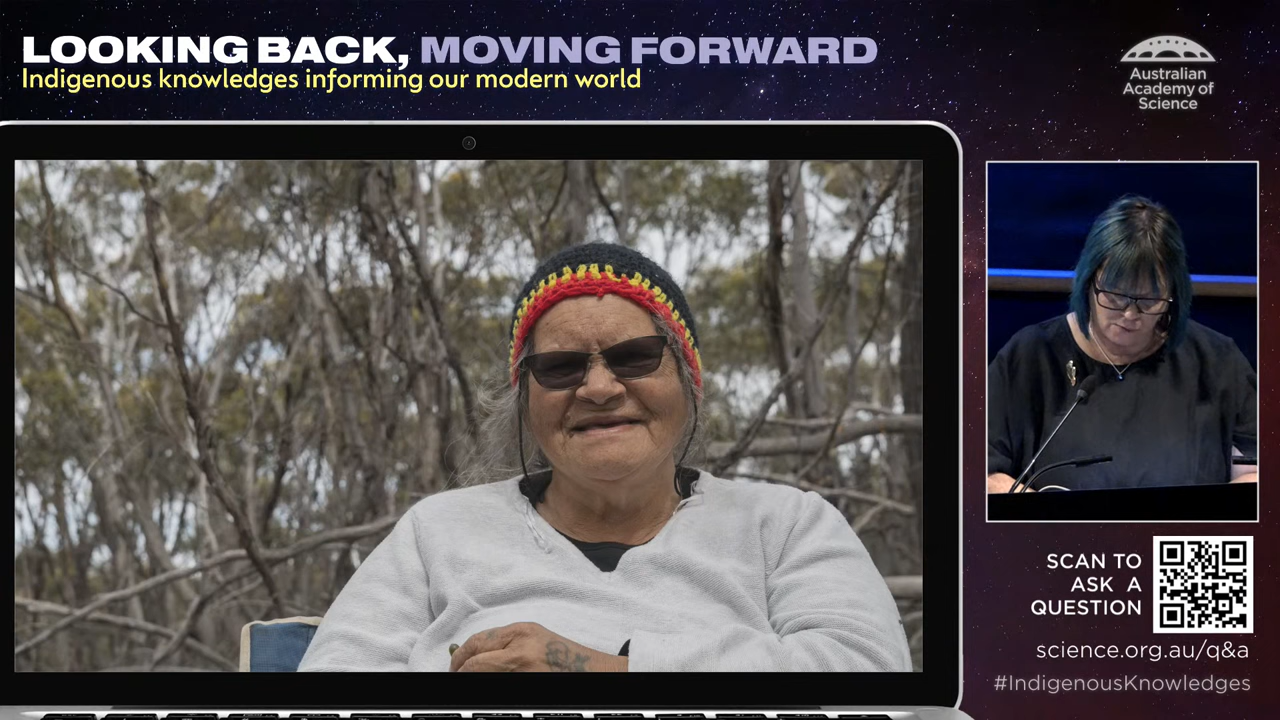 LOOKING BACK, MOVING FORWARD
Indigenous knowledges informing our modern world
Australian
Academy of
Science
SCAN TO
ASK A
QUESTION
science.org.au/q&a
#IndigenousKnowledges